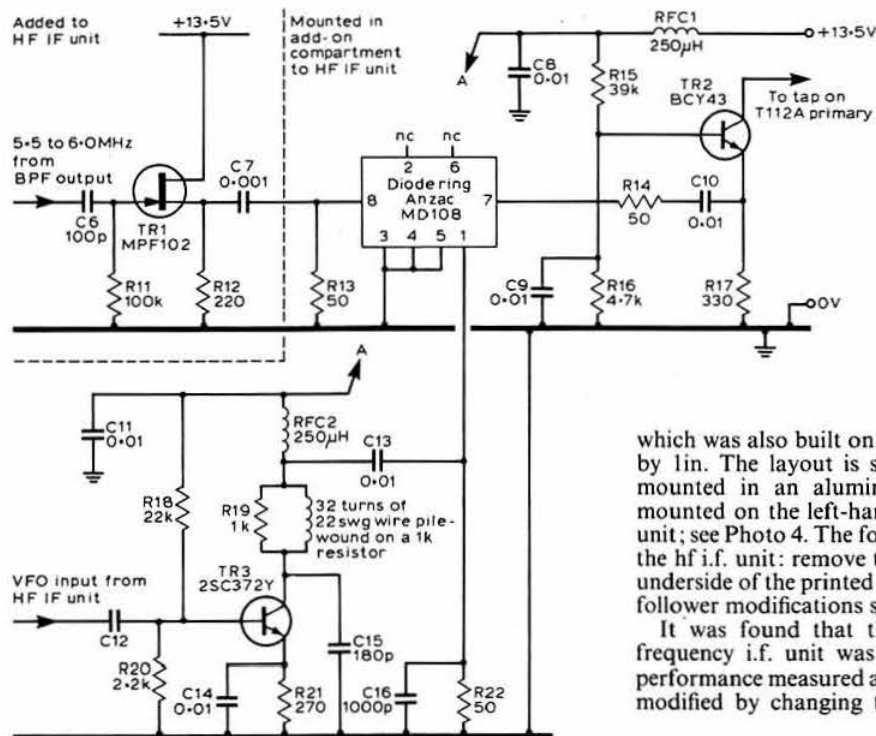 Added to
HF IF unit
+13·5V
Mounted in
add-on
compartment
to HF IF unit
RFC1
250µH
+13·5V
A
C8
0·01
R15
39k
TR2
BCY43
To tap on
T112A primary
5·5 to 6·0MHz
from
BPF output
C6
100p
TR1
MPF102
C7
0·001
R11
100k
R12
220
R13
50
nc
nc
2
6
Diodering
Anzac
MD108
8
7
3
4
5
1
R14
50
C10
0·01
C9
0·01
R16
4·7k
R17
330
0V
A
C11
0·01
RFC2
250µH
C13
0·01
R18
22k
R19
1k
32 turns of
22swg wire pile-
wound on a 1k
resistor
VFO input from
HF IF unit
C12
TR3
2SC372Y
R20
2·2k
C14
0·01
R21
270
C15
180p
C16
1000p
R22
50
which was also built on
by 1in. The layout is s
mounted in an alumin
mounted on the left-han
unit; see Photo 4. The fo
the hf i.f. unit: remove t
underside of the printed
follower modifications s
It was found that th
frequency i.f. unit was
performance measured a
modified by changing t